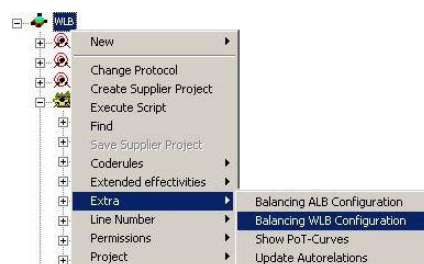 WLB
New
Change Protocol
Create Supplier Project
Execute Script
Find
Save Supplier Project
Coderules
Extended effectivities
Extra
Balancing ALB Configuration
Line Number
Balancing WLB Configuration
Permissions
Show PoT-Curves
Project
Update Autorelations